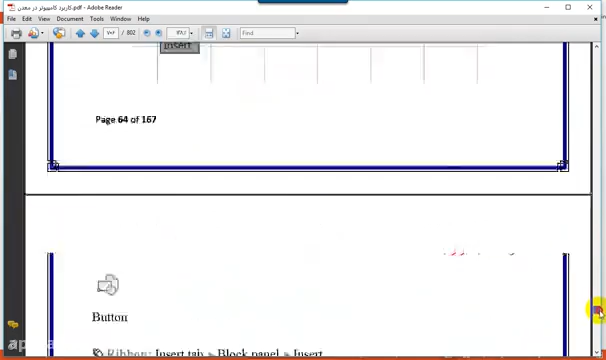 کاربرد کامپیوتر در معدن.pdf - Adobe Reader
File Edit View Document Tools Window Help
/ 802
Find
Insert
Page 64 of 167
Button
Ribbon: Insert tab Block panel Insert